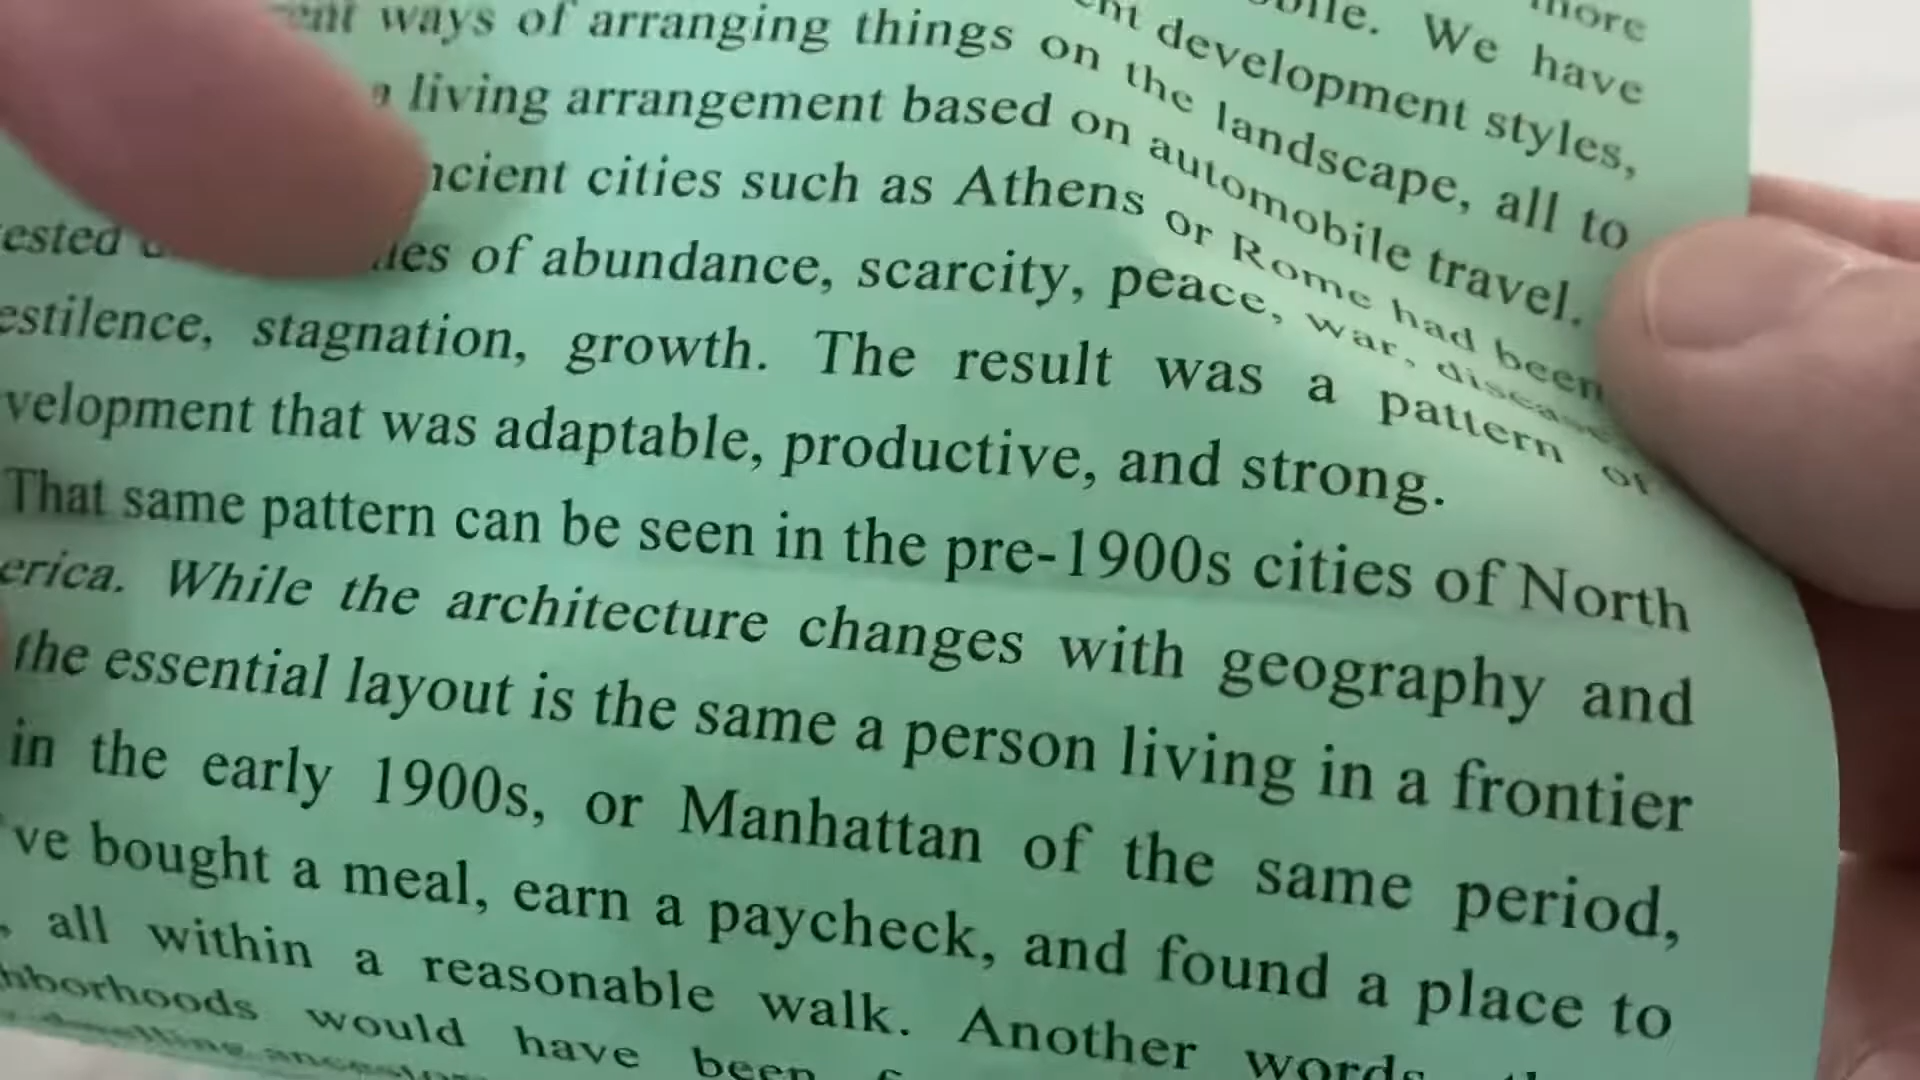 more
bile. We have
ent development styles,
ent ways of arranging things on the landscape, all to
a living arrangement based on automobile travel.
ncient cities such as Athens or Rome had been
ested of abundance, scarcity, peace, war, disease
estilence, stagnation, growth. The result was a pattern of
velopment that was adaptable, productive, and strong.
That same pattern can be seen in the pre-1900s cities of North
erica. While the architecture changes with geography and
the essential layout is the same a person living in a frontier
in the early 1900s, or Manhattan of the same period,
've bought a meal, earn a paycheck, and found a place to
, all within a reasonable walk. Another words
hborhoods would have been
dwelling